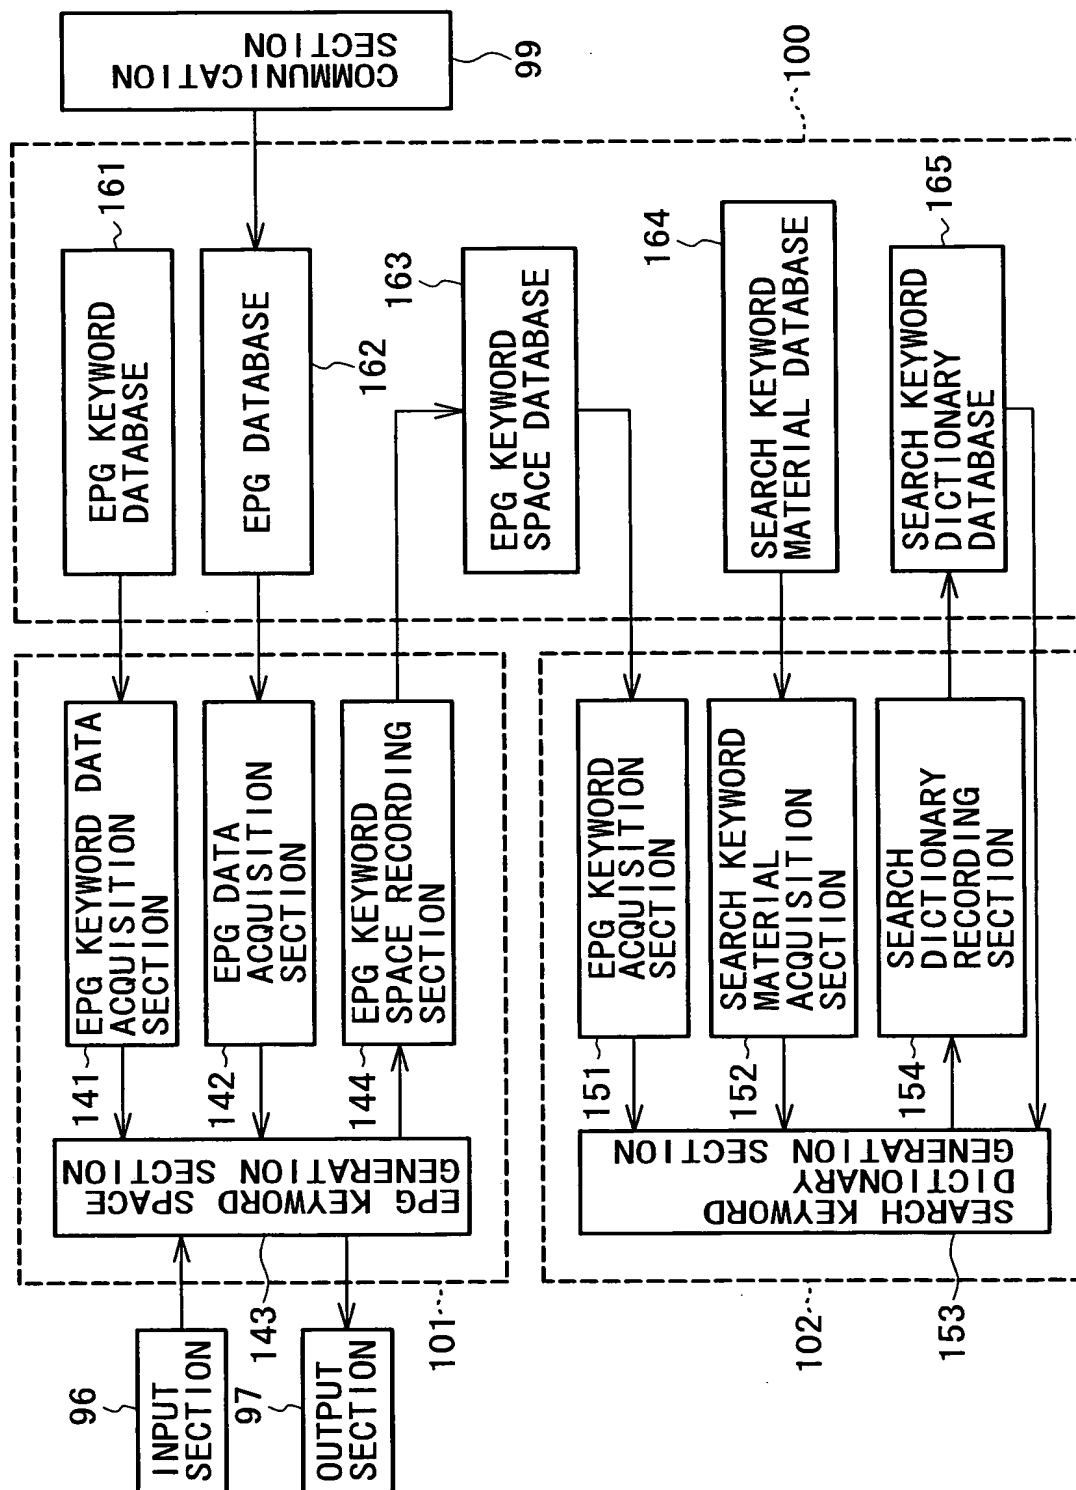 96
INPUT
SECTION
97
OUTPUT
SECTION
143
EPG KEYWORD SPACE
GENERATION SECTION
101
141
EPG KEYWORD DATA
ACQUISITION
SECTION
142
EPG DATA
ACQUISITION
SECTION
144
EPG KEYWORD
SPACE RECORDING
SECTION
102
153
SEARCH KEYWORD
DICTIONARY
GENERATION SECTION
151
EPG KEYWORD
ACQUISITION
SECTION
152
SEARCH KEYWORD
MATERIAL
ACQUISITION
SECTION
154
SEARCH
DICTIONARY
RECORDING
SECTION
100
161
EPG KEYWORD
DATABASE
EPG DATABASE
162
163
EPG KEYWORD
SPACE DATABASE
164
SEARCH KEYWORD
MATERIAL DATABASE
165
SEARCH KEYWORD
DICTIONARY
DATABASE
COMMUNICATION
SECTION
99